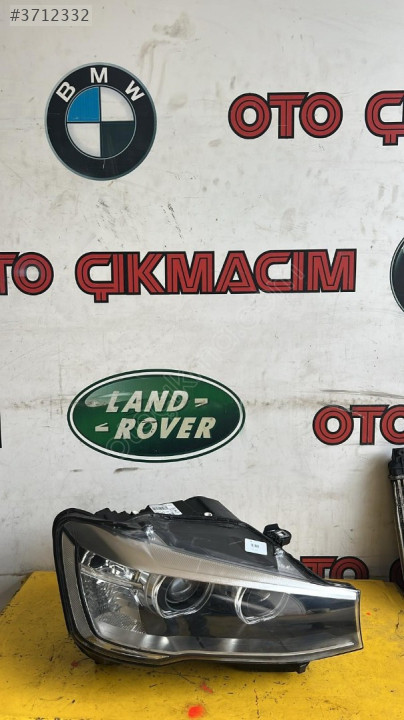 #3712332
BMW
OTO Ç
TO ÇIKMACIM
LAND
ROVER
OTO
OTO